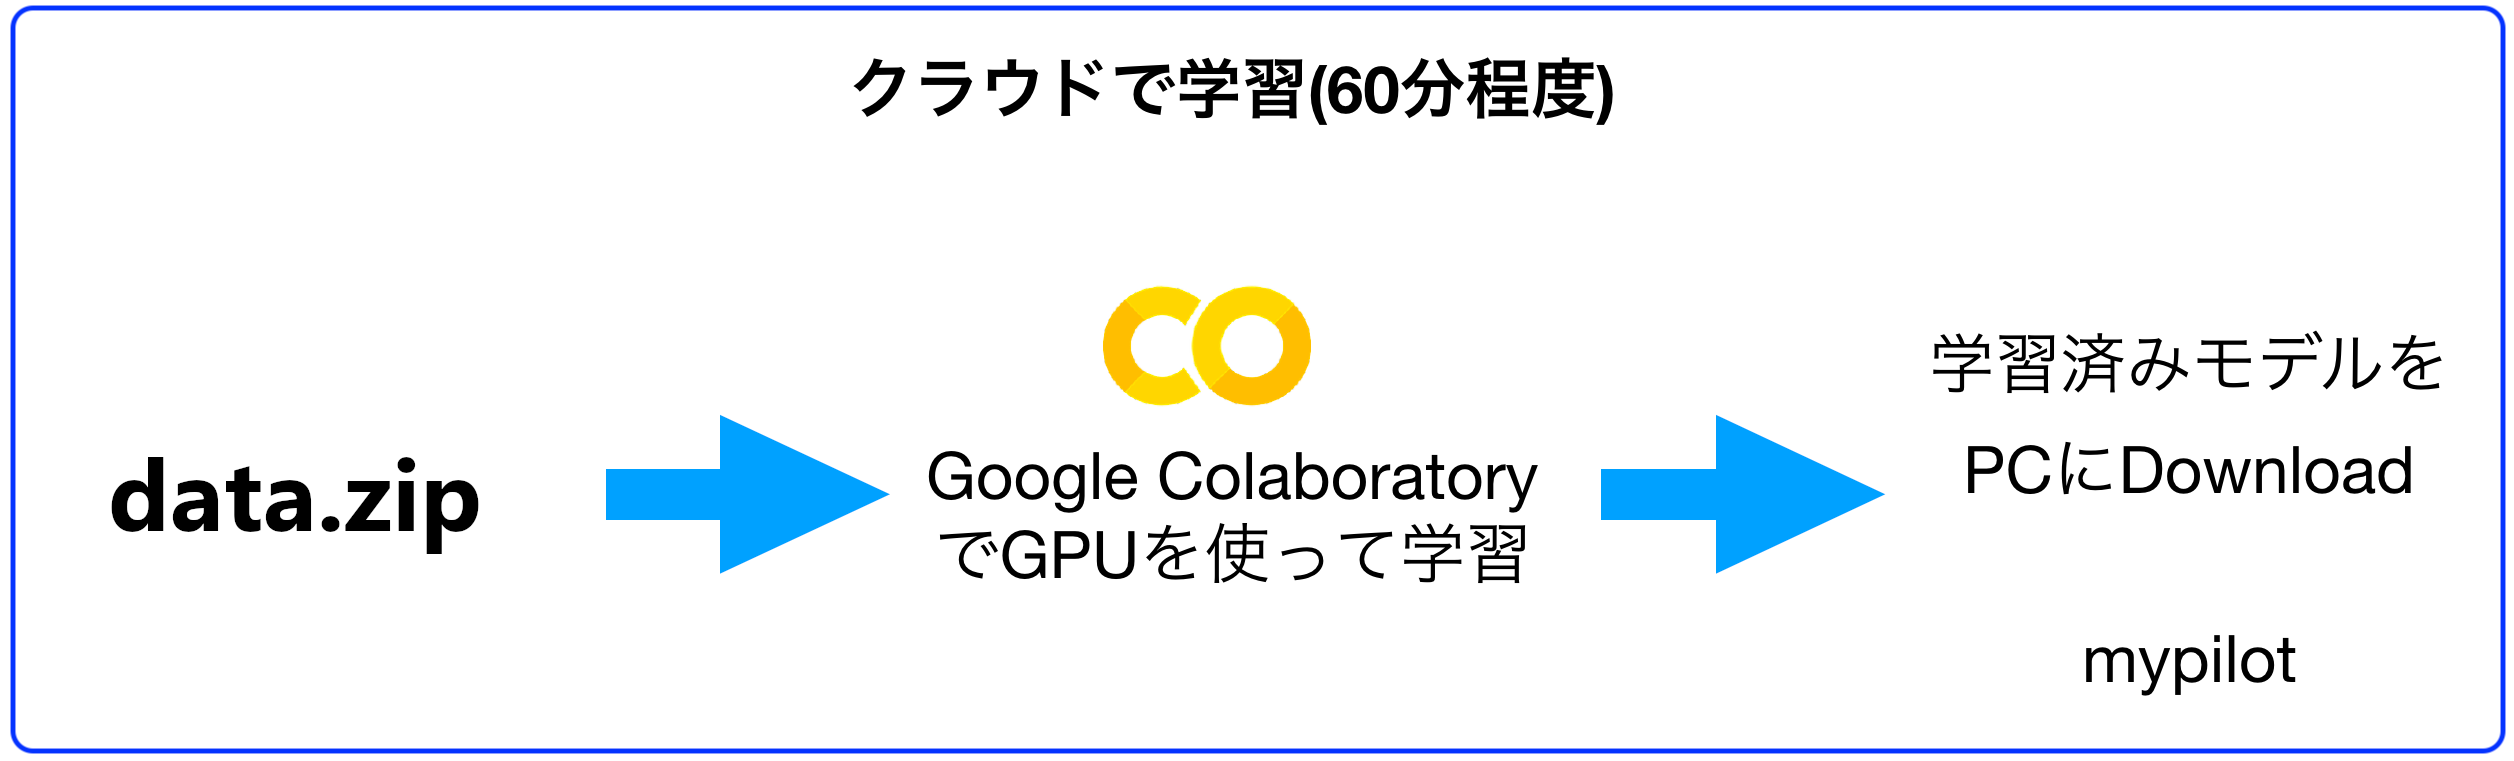 クラウドで学習(60分程度)
data.zip
Google Colaboratory
でGPUを使って学習
学習済みモデルを
PCにDownload
mypilot